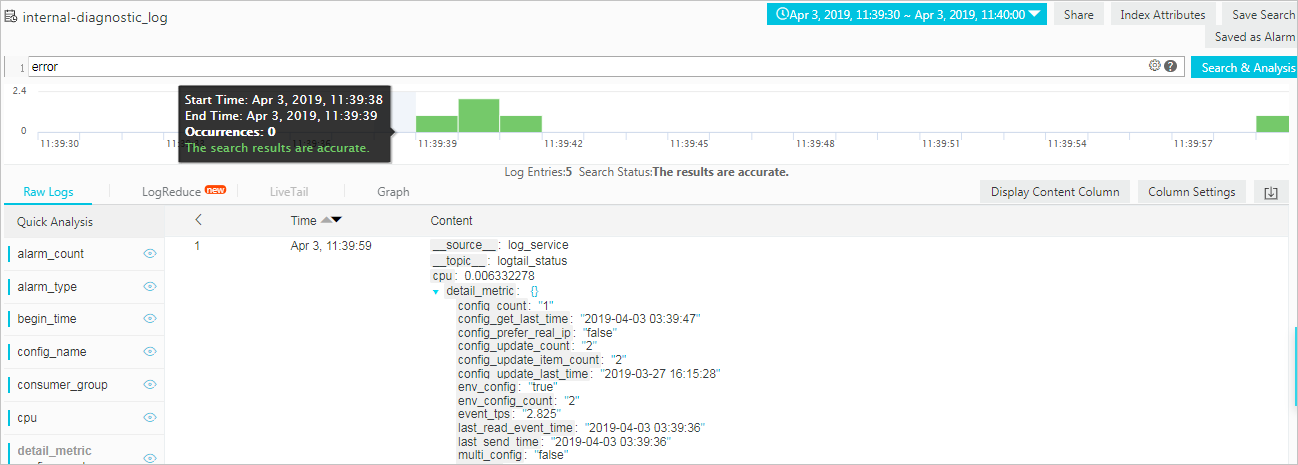 internal-diagnostic_log
Apr 3, 2019, 11:39:30 ~ Apr 3, 2019, 11:40:00
Share
Index Attributes
Save Search
Saved as Alarm
1 error
Search & Analysis
2.4
0
Start Time: Apr 3, 2019, 11:39:38
End Time: Apr 3, 2019, 11:39:39
Occurrences: 0
The search results are accurate.
11:39:30 11:39:39 11:39:42 11:39:45 11:39:48 11:39:51 11:39:54 11:39:57
Log Entries:5 Search Status:The results are accurate.
Raw Logs LogReduce new LiveTail Graph
Display Content Column Column Settings
Quick Analysis
alarm_count
alarm_type
begin_time
config_name
consumer_group
cpu
detail_metric
Time Content
1 Apr 3, 11:39:59
__source__: log_service
__topic__: logtail_status
cpu: 0.006332278
detail_metric: {}
config_count: "1"
config_get_last_time: "2019-04-03 03:39:47"
config_prefer_real_ip: "false"
config_update_count: "2"
config_update_item_count: "2"
config_update_last_time: "2019-03-27 16:15:28"
env_config: "true"
env_config_count: "2"
event_tps: "2.825"
last_read_event_time: "2019-04-03 03:39:36"
last_send_time: "2019-04-03 03:39:36"
multi_config: "false"